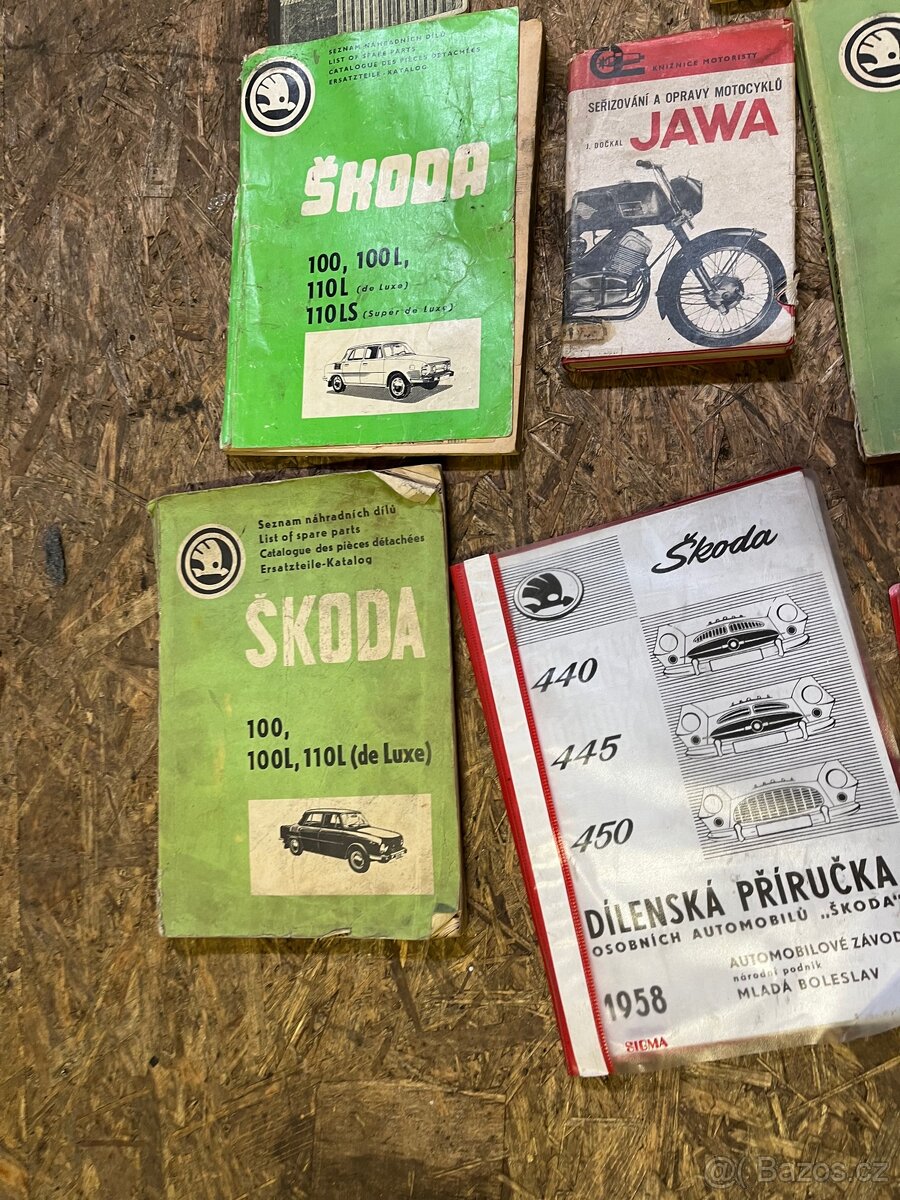 SEZNAM NÁHRADNÍCH DÍLŮ
LIST OF SPARE PARTS
CATALOGUE DES PIÈCES DÉTACHÉES
ERSATZTEILE - KATALOG
ŠKODA
100, 100L,
110L (de Luxe)
110LS (Super de Luxe)
KNIŽNICE MOTORISTY
SEŘIZOVÁNÍ A OPRAVY MOTOCYKLŮ
J. DOČKAL JAWA
Seznam náhradních dílů
List of spare parts
Catalogue des pièces détachées
Ersatzteile-Katalog
ŠKODA
100,
100L, 110L (de Luxe)
Škoda
440
445
450
DÍLENSKÁ PŘÍRUČKA
OSOBNÍCH AUTOMOBILŮ „ŠKODA"
AUTOMOBILOVÉ ZÁVOD
národní podnik
MLADÁ BOLESLAV
1958
SIGMA
Bazos.cz